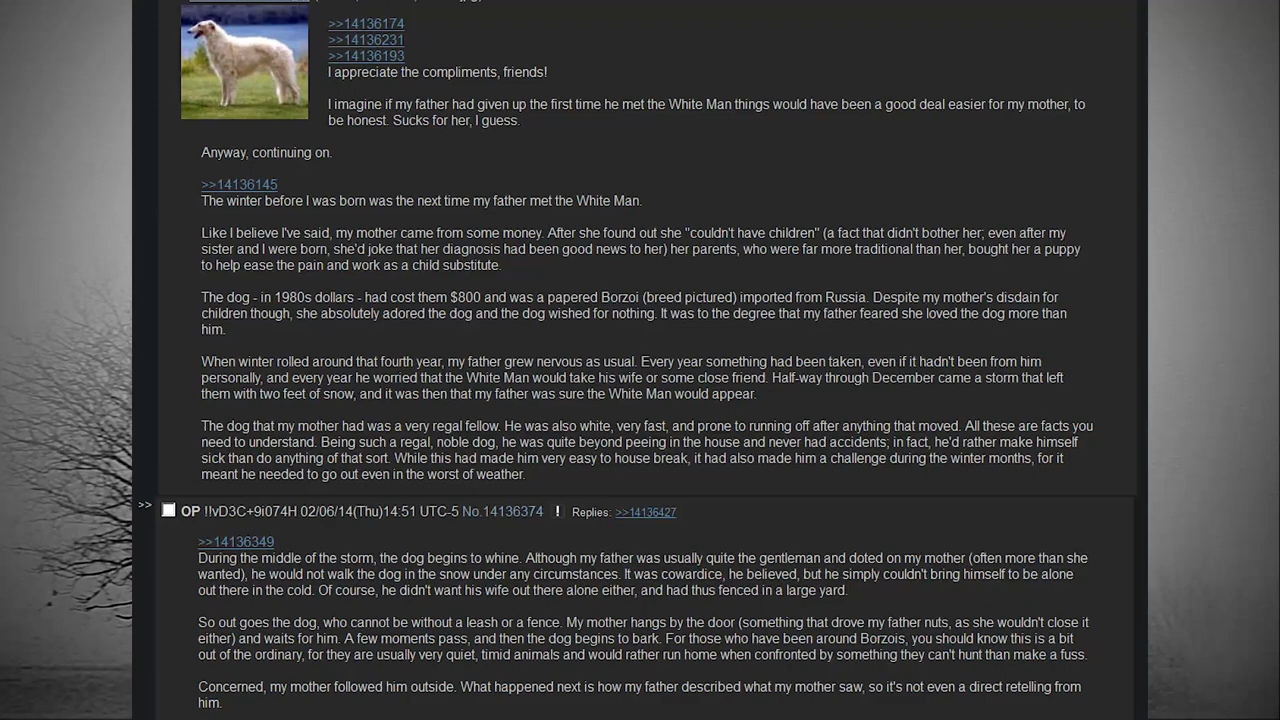 >>14136174
>>14136231
>>14136193
I appreciate the compliments, friends!
I imagine if my father had given up the first time he met the White Man things would have been a good deal easier for my mother, to
be honest. Sucks for her, I guess.
Anyway, continuing on.
>>14136145
The winter before I was born was the next time my father met the White Man.
Like I believe I've said, my mother came from some money. After she found out she "couldn't have children" (a fact that didn't bother her; even after my
sister and I were born, she'd joke that her diagnosis had been good news to her) her parents, who were far more traditional than her, bought her a puppy
to help ease the pain and work as a child substitute.
The dog - in 1980s dollars - had cost them $800 and was a papered Borzoi (breed pictured) imported from Russia. Despite my mother's disdain for
children though, she absolutely adored the dog and the dog wished for nothing. It was to the degree that my father feared she loved the dog more than
him.
When winter rolled around that fourth year, my father grew nervous as usual. Every year something had been taken, even if it hadn't been from him
personally, and every year he worried that the White Man would take his wife or some close friend. Half-way through December came a storm that left
them with two feet of snow, and it was then that my father was sure the White Man would appear.
The dog that my mother had was a very regal fellow. He was also white, very fast, and prone to running off after anything that moved. All these are facts you
need to understand. Being such a regal, noble dog, he was quite beyond peeing in the house and never had accidents; in fact, he'd rather make himself
sick than do anything of that sort. While this had made him very easy to house break, it had also made him a challenge during the winter months, for it
meant he needed to go out even in the worst of weather.
>> OP !!vD3C+9i074H 02/06/14(Thu)14:51 UTC-5 No.14136374 ! Replies: >>14136427
>>14136349
During the middle of the storm, the dog begins to whine. Although my father was usually quite the gentleman and doted on my mother (often more than she
wanted), he would not walk the dog in the snow under any circumstances. It was cowardice, he believed, but he simply couldn't bring himself to be alone
out there in the cold. Of course, he didn't want his wife out there alone either, and had thus fenced in a large yard.
So out goes the dog, who cannot be without a leash or a fence. My mother hangs by the door (something that drove my father nuts, as she wouldn't close it
either) and waits for him. A few moments pass, and then the dog begins to bark. For those who have been around Borzois, you should know this is a bit
out of the ordinary, for they are usually very quiet, timid animals and would rather run home when confronted by something they can't hunt than make a fuss.
Concerned, my mother followed him outside. What happened next is how my father described what my mother saw, so it's not even a direct retelling from
him.